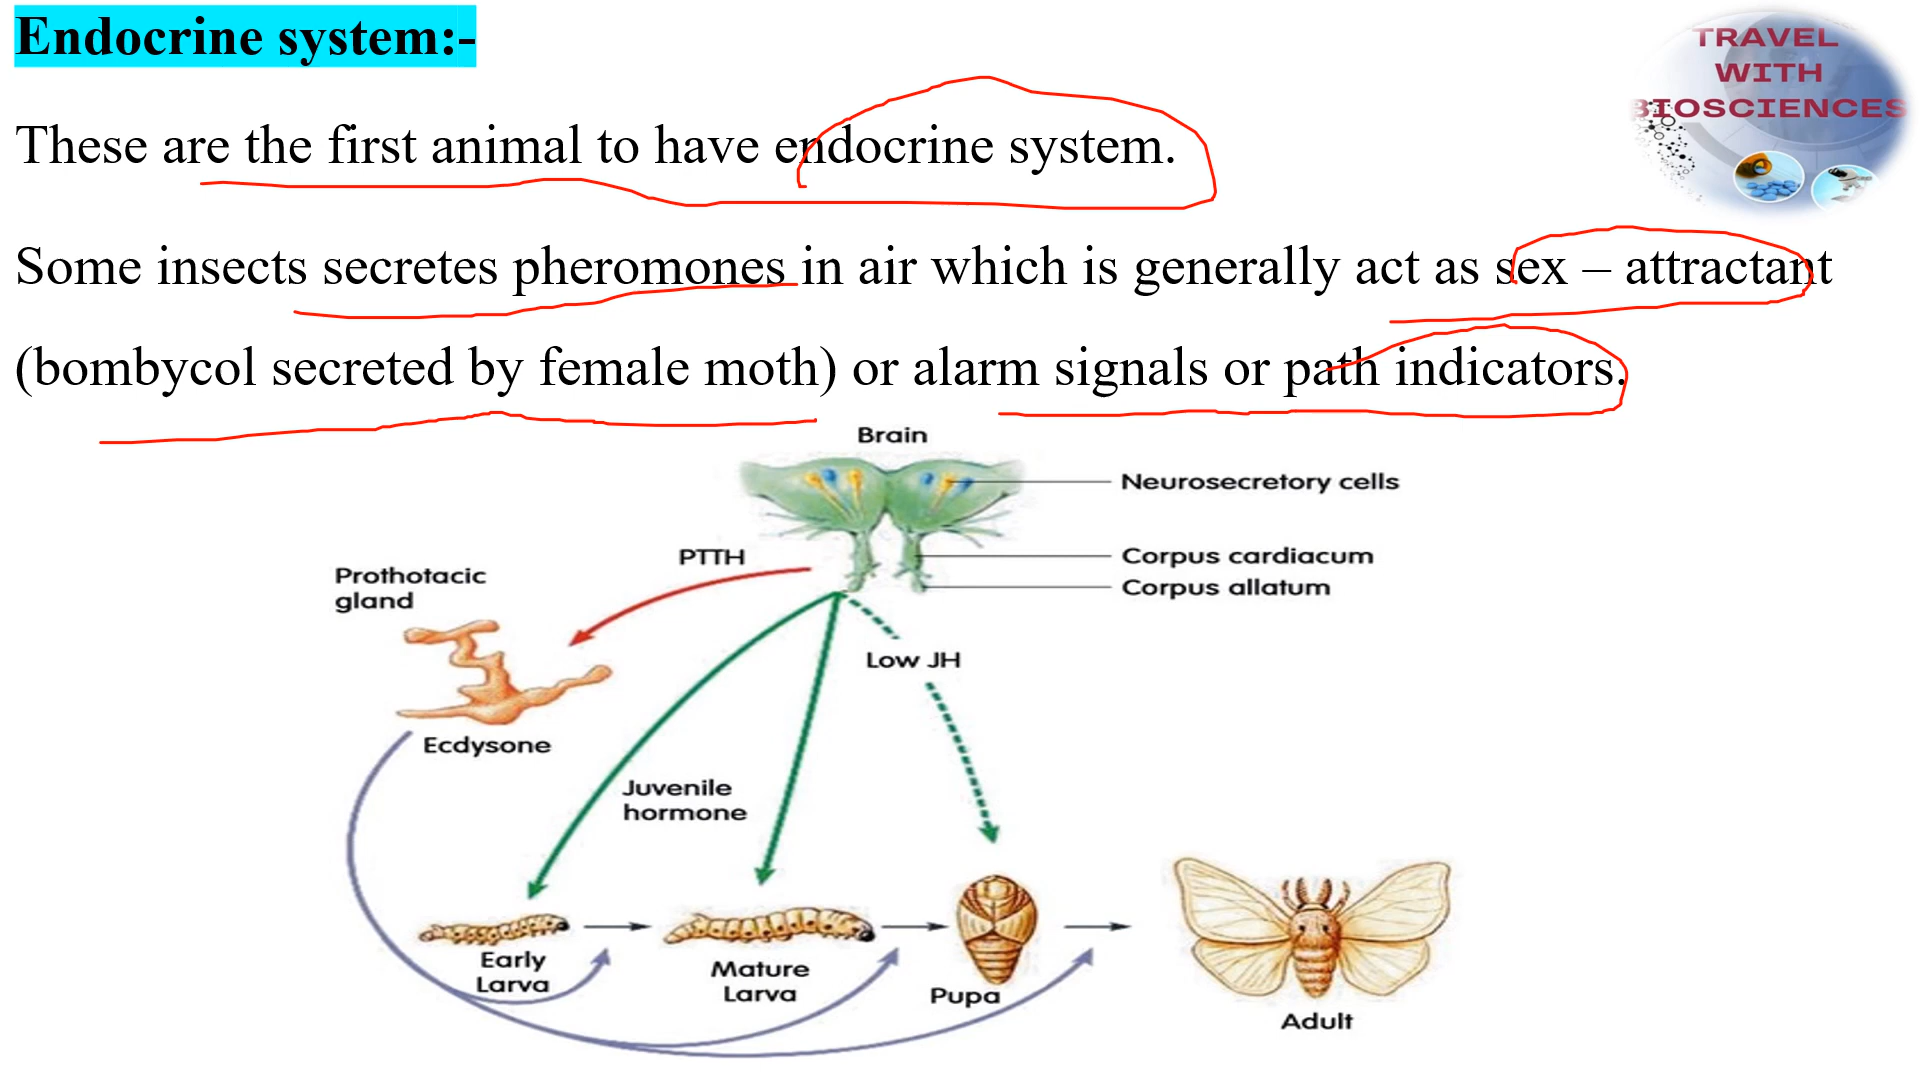 Endocrine system:-
TRAVEL
WITH
BIOSCIENCES
These are the first animal to have endocrine system.
Some insects secretes pheromones in air which is generally act as sex – attractant
(bombycol secreted by female moth) or alarm signals or path indicators.
Brain
Neurosecretory cells
PTTH
Corpus cardiacum
Prothotacic
gland
Corpus allatum
Low JH
Ecdysone
Juvenile
hormone
Early
Larva
Mature
Larva
Pupa
Adult